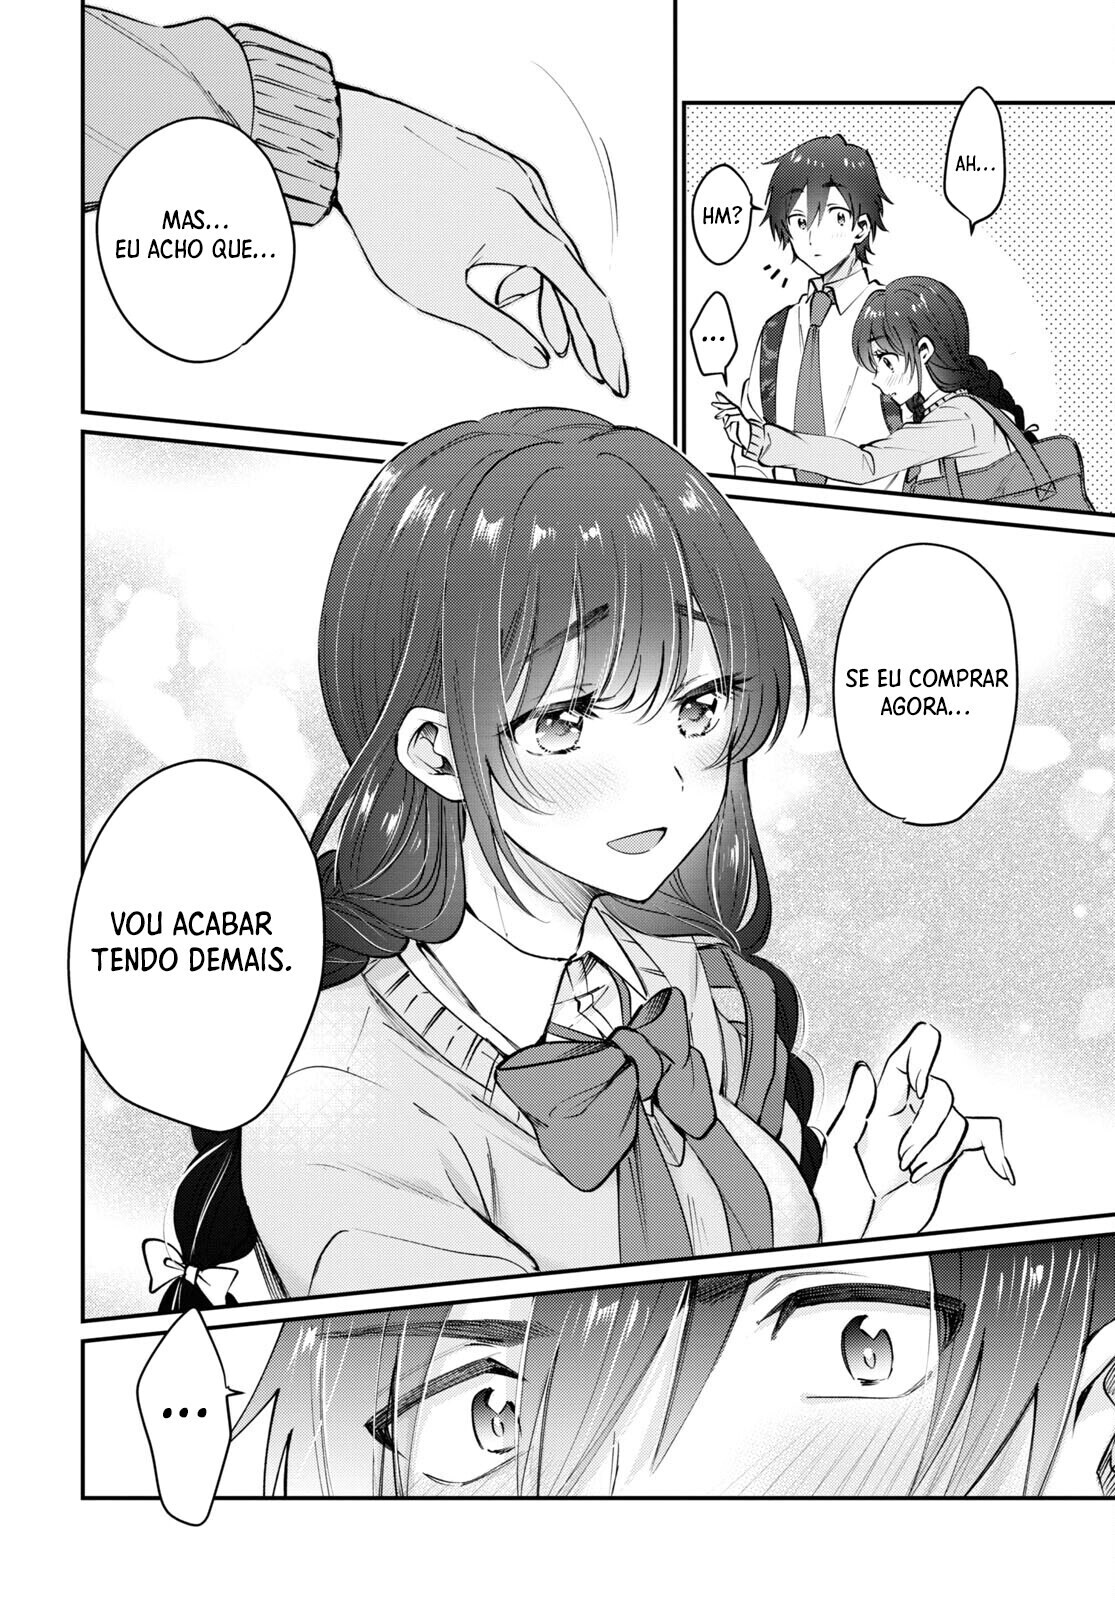 AH...
HM?
...
MAS...
EU ACHO QUE...
SE EU COMPRAR
AGORA...
VOU ACABAR
TENDO DEMAIS.
...